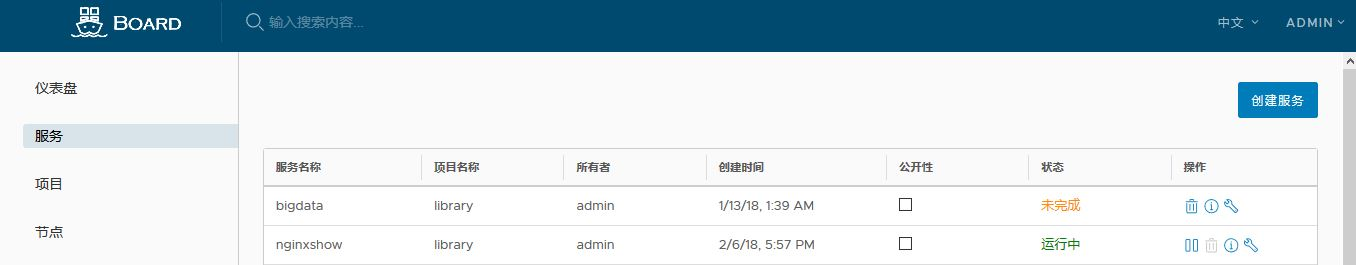 BOARD
输入搜索内容...
中文
ADMIN
仪表盘
服务
项目
节点
创建服务
服务名称 项目名称 所有者 创建时间 公开性 状态 操作
bigdata library admin 1/13/18, 1:39 AM 未完成
nginxshow library admin 2/6/18, 5:57 PM 运行中